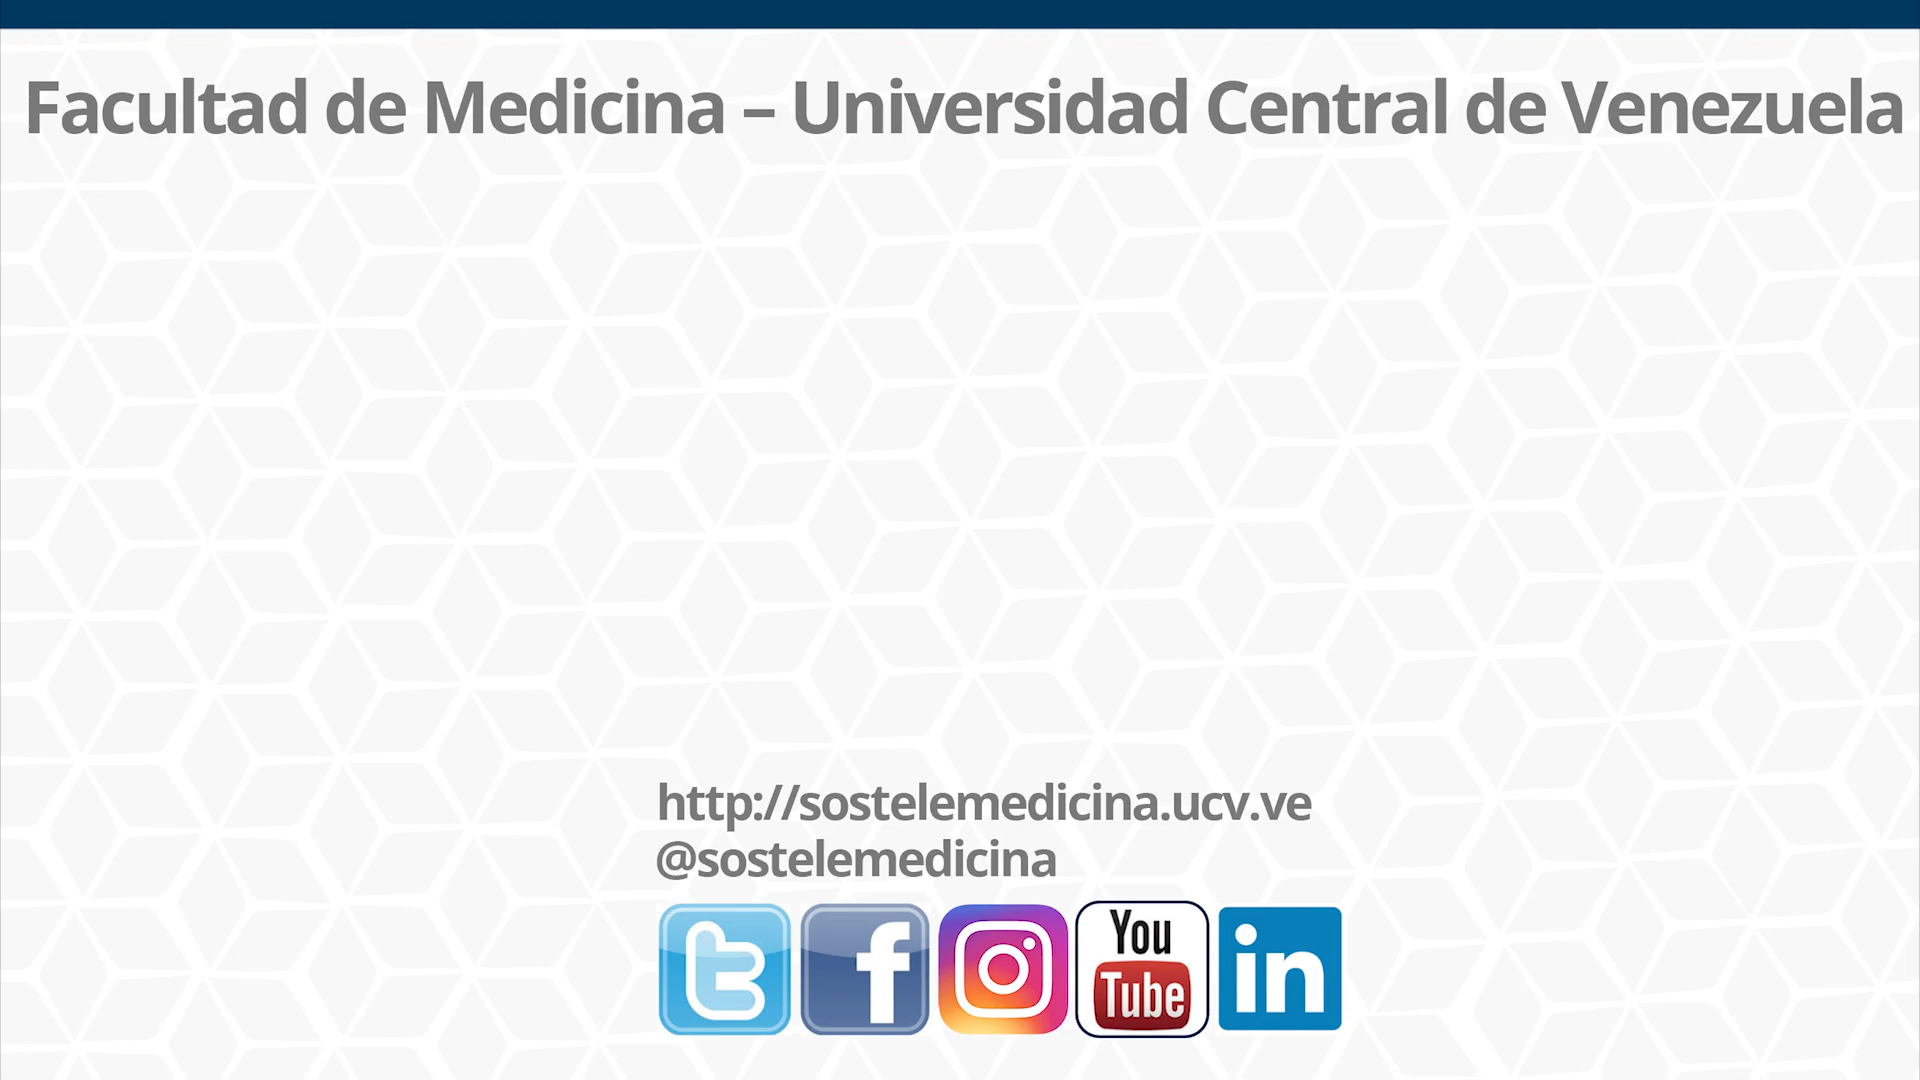 Facultad de Medicina – Universidad Central de Venezuela
http://sostelemedicina.ucv.ve
@sostelemedicina
t f You Tube in